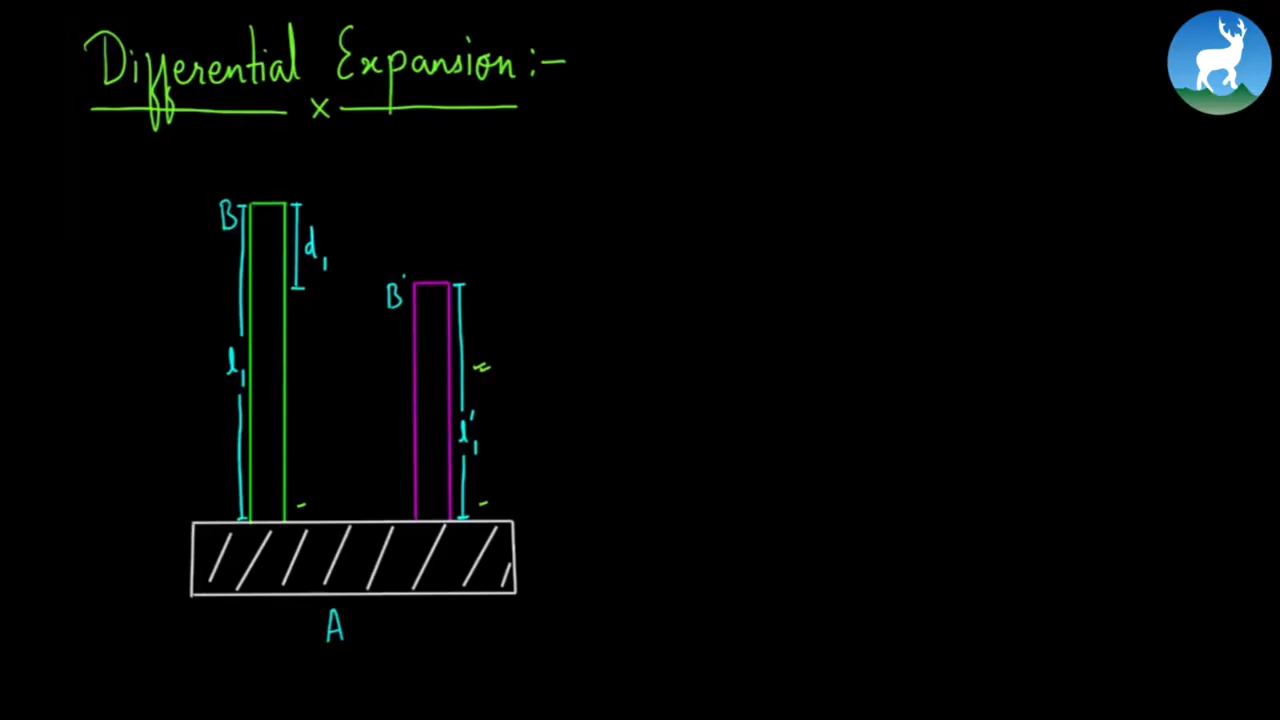 Differential Expansion :-
x
B
d₁
B'
l₁
l₁'
A